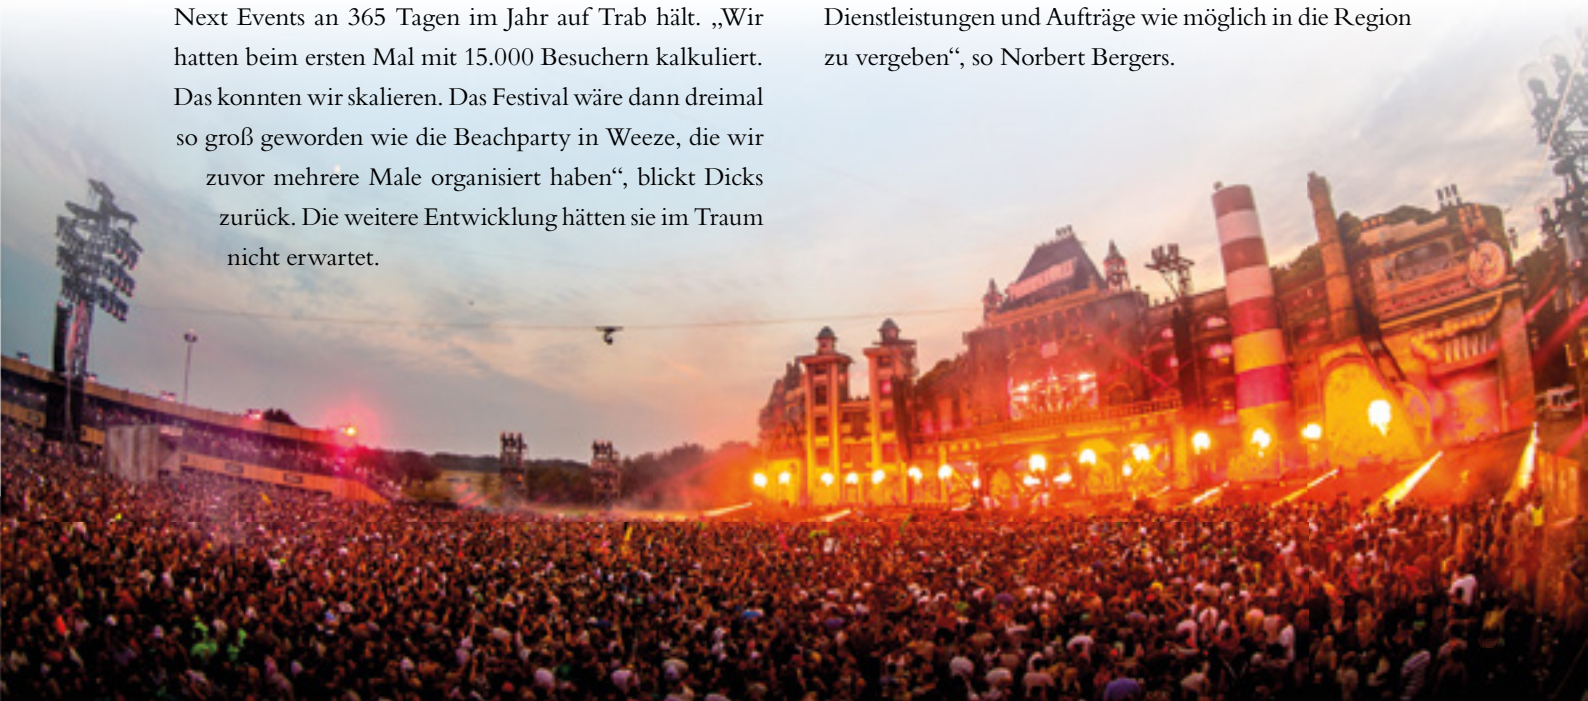 Next Events an 365 Tagen im Jahr auf Trab hält. „Wir
hatten beim ersten Mal mit 15.000 Besuchern kalkuliert.
Das konnten wir skalieren. Das Festival wäre dann dreimal
so groß geworden wie die Beachparty in Weeze, die wir
zuvor mehrere Male organisiert haben“, blickt Dicks
zurück. Die weitere Entwicklung hätten sie im Traum
nicht erwartet.
Dienstleistungen und Aufträge wie möglich in die Region
zu vergeben“, so Norbert Bergers.